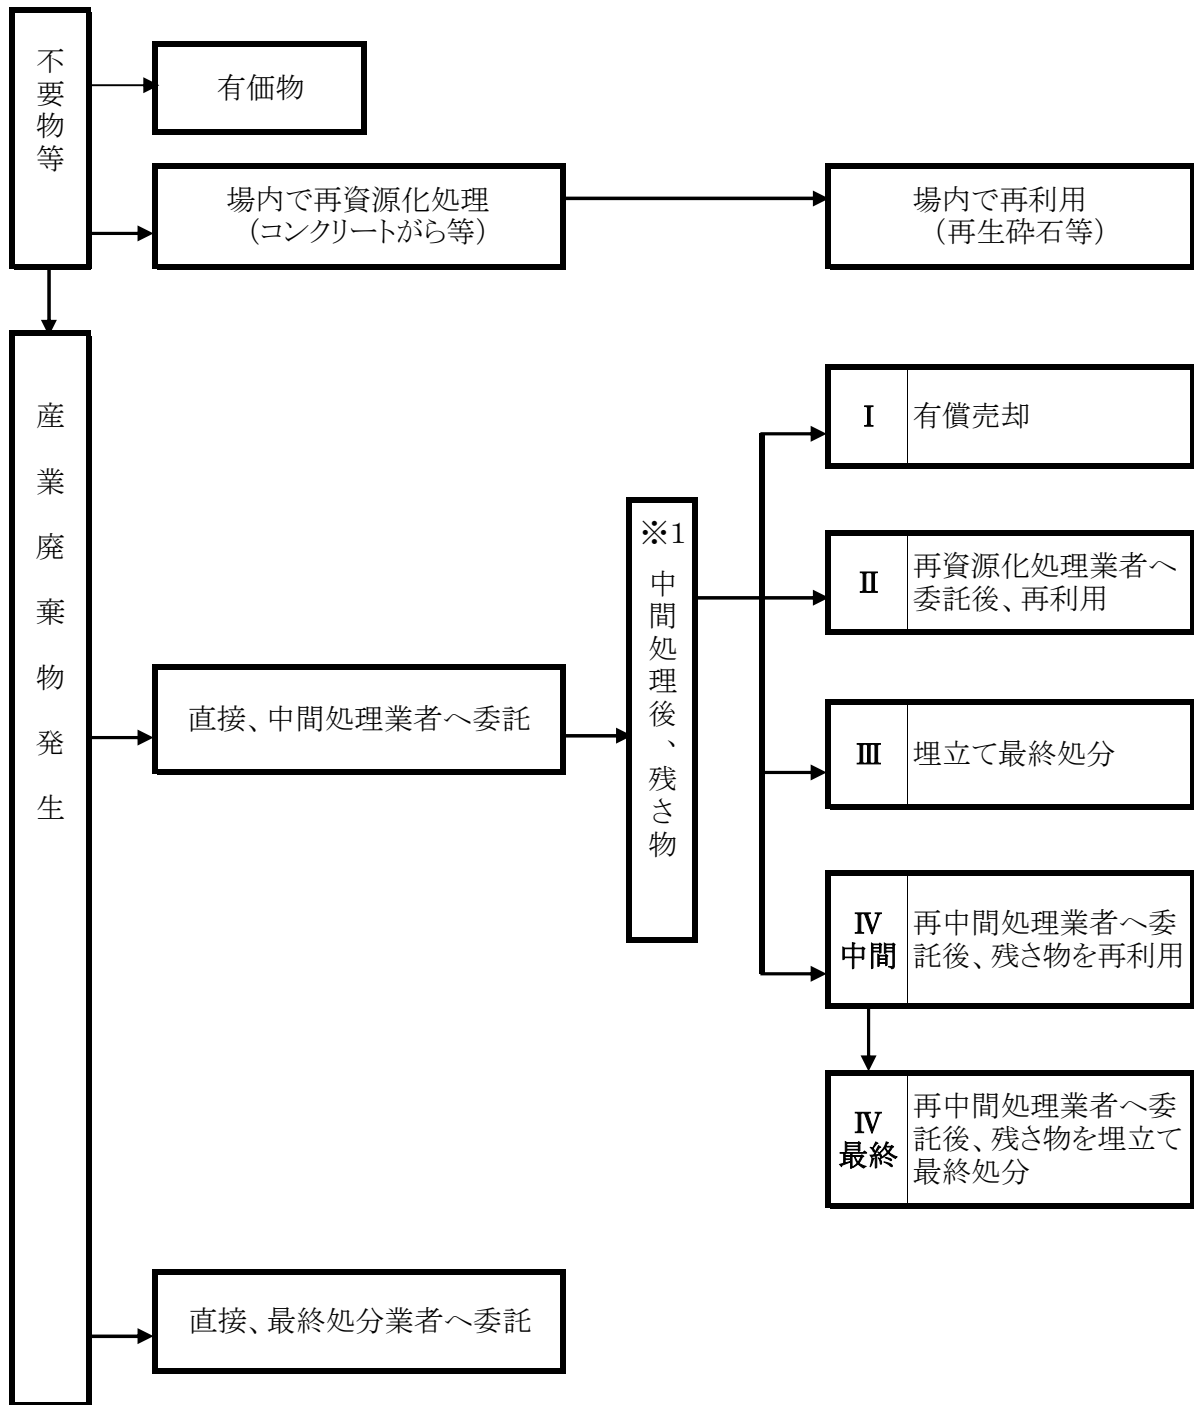 不要物等
有価物
場内で再資源化処理
（コンクリートがら等）
場内で再利用
（再生砕石等）
産業廃棄物発生
Ⅰ
有償売却
※1
中間処理後、残さ物
Ⅱ
再資源化処理業者へ
委託後、再利用
直接、中間処理業者へ委託
Ⅲ
埋立て最終処分
Ⅳ
中間
再中間処理業者へ委
託後、残さ物を再利用
Ⅳ
最終
再中間処理業者へ委
託後、残さ物を埋立て
最終処分
直接、最終処分業者へ委託